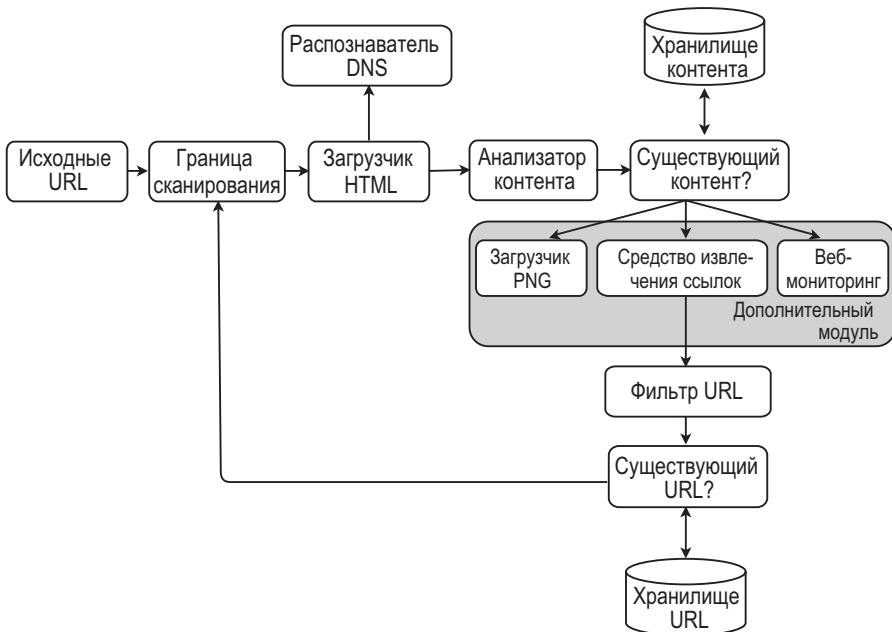 Распознаватель
DNS
Хранилище
контента
Исходные
URL
Граница
сканирования
Загрузчик
HTML
Анализатор
контента
Существующий
контент?
Загрузчик
PNG
Средство извле-
чения ссылок
Веб-
мониторинг
Дополнительный
модуль
Фильтр URL
Существующий
URL?
Хранилище
URL